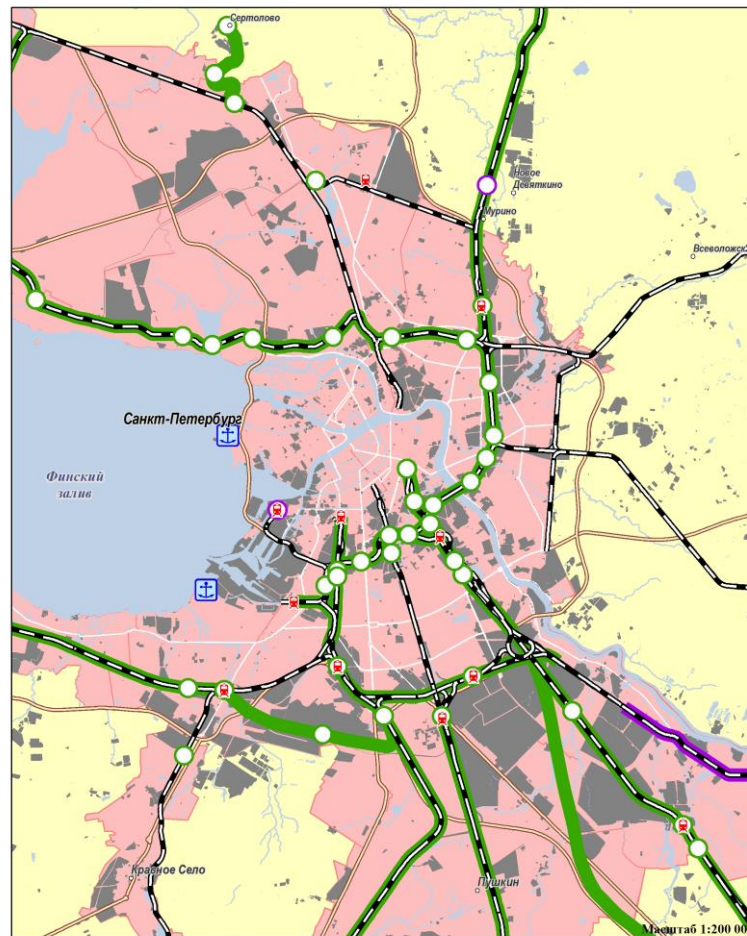 Сертолово
Новое
Девяткино
Мурино
Всеволожск
Санкт-Петербург
Финский
залив
Красное Село
Пушкин
Масштаб 1:200 00